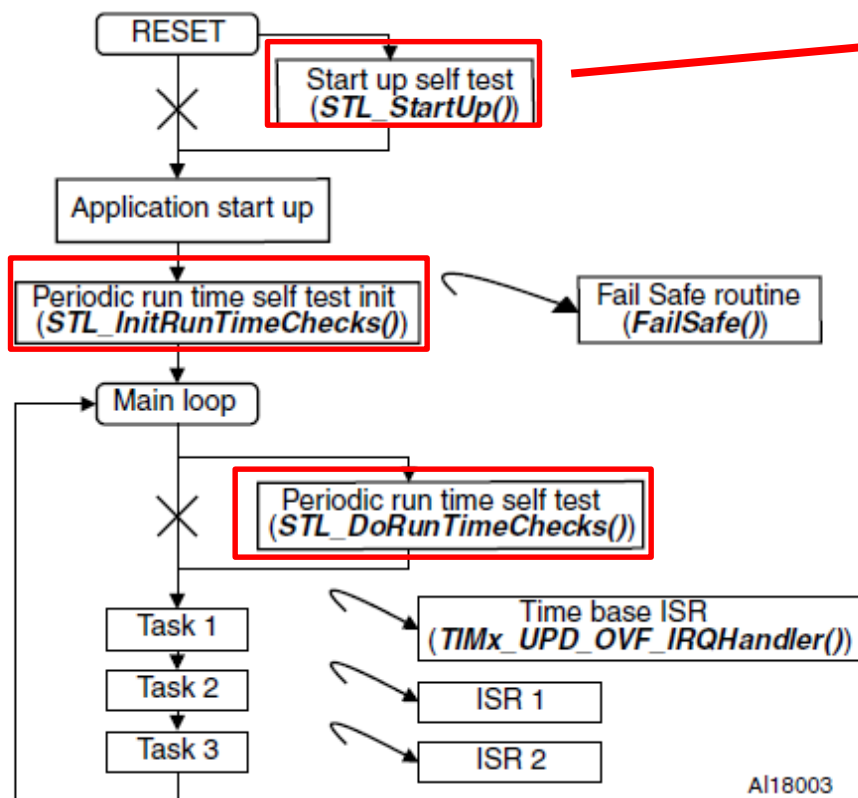 RESET
Start up self test
(STL_StartUp())
Application start up
Periodic run time self test init
(STL_InitRunTimeChecks())
Fail Safe routine
(FailSafe())
Main loop
Periodic run time self test
(STL_DoRunTimeChecks())
Time base ISR
(TIMx_UPD_OVF_IRQHandler())
Task 1
Task 2
ISR 1
Task 3
ISR 2
AI18003